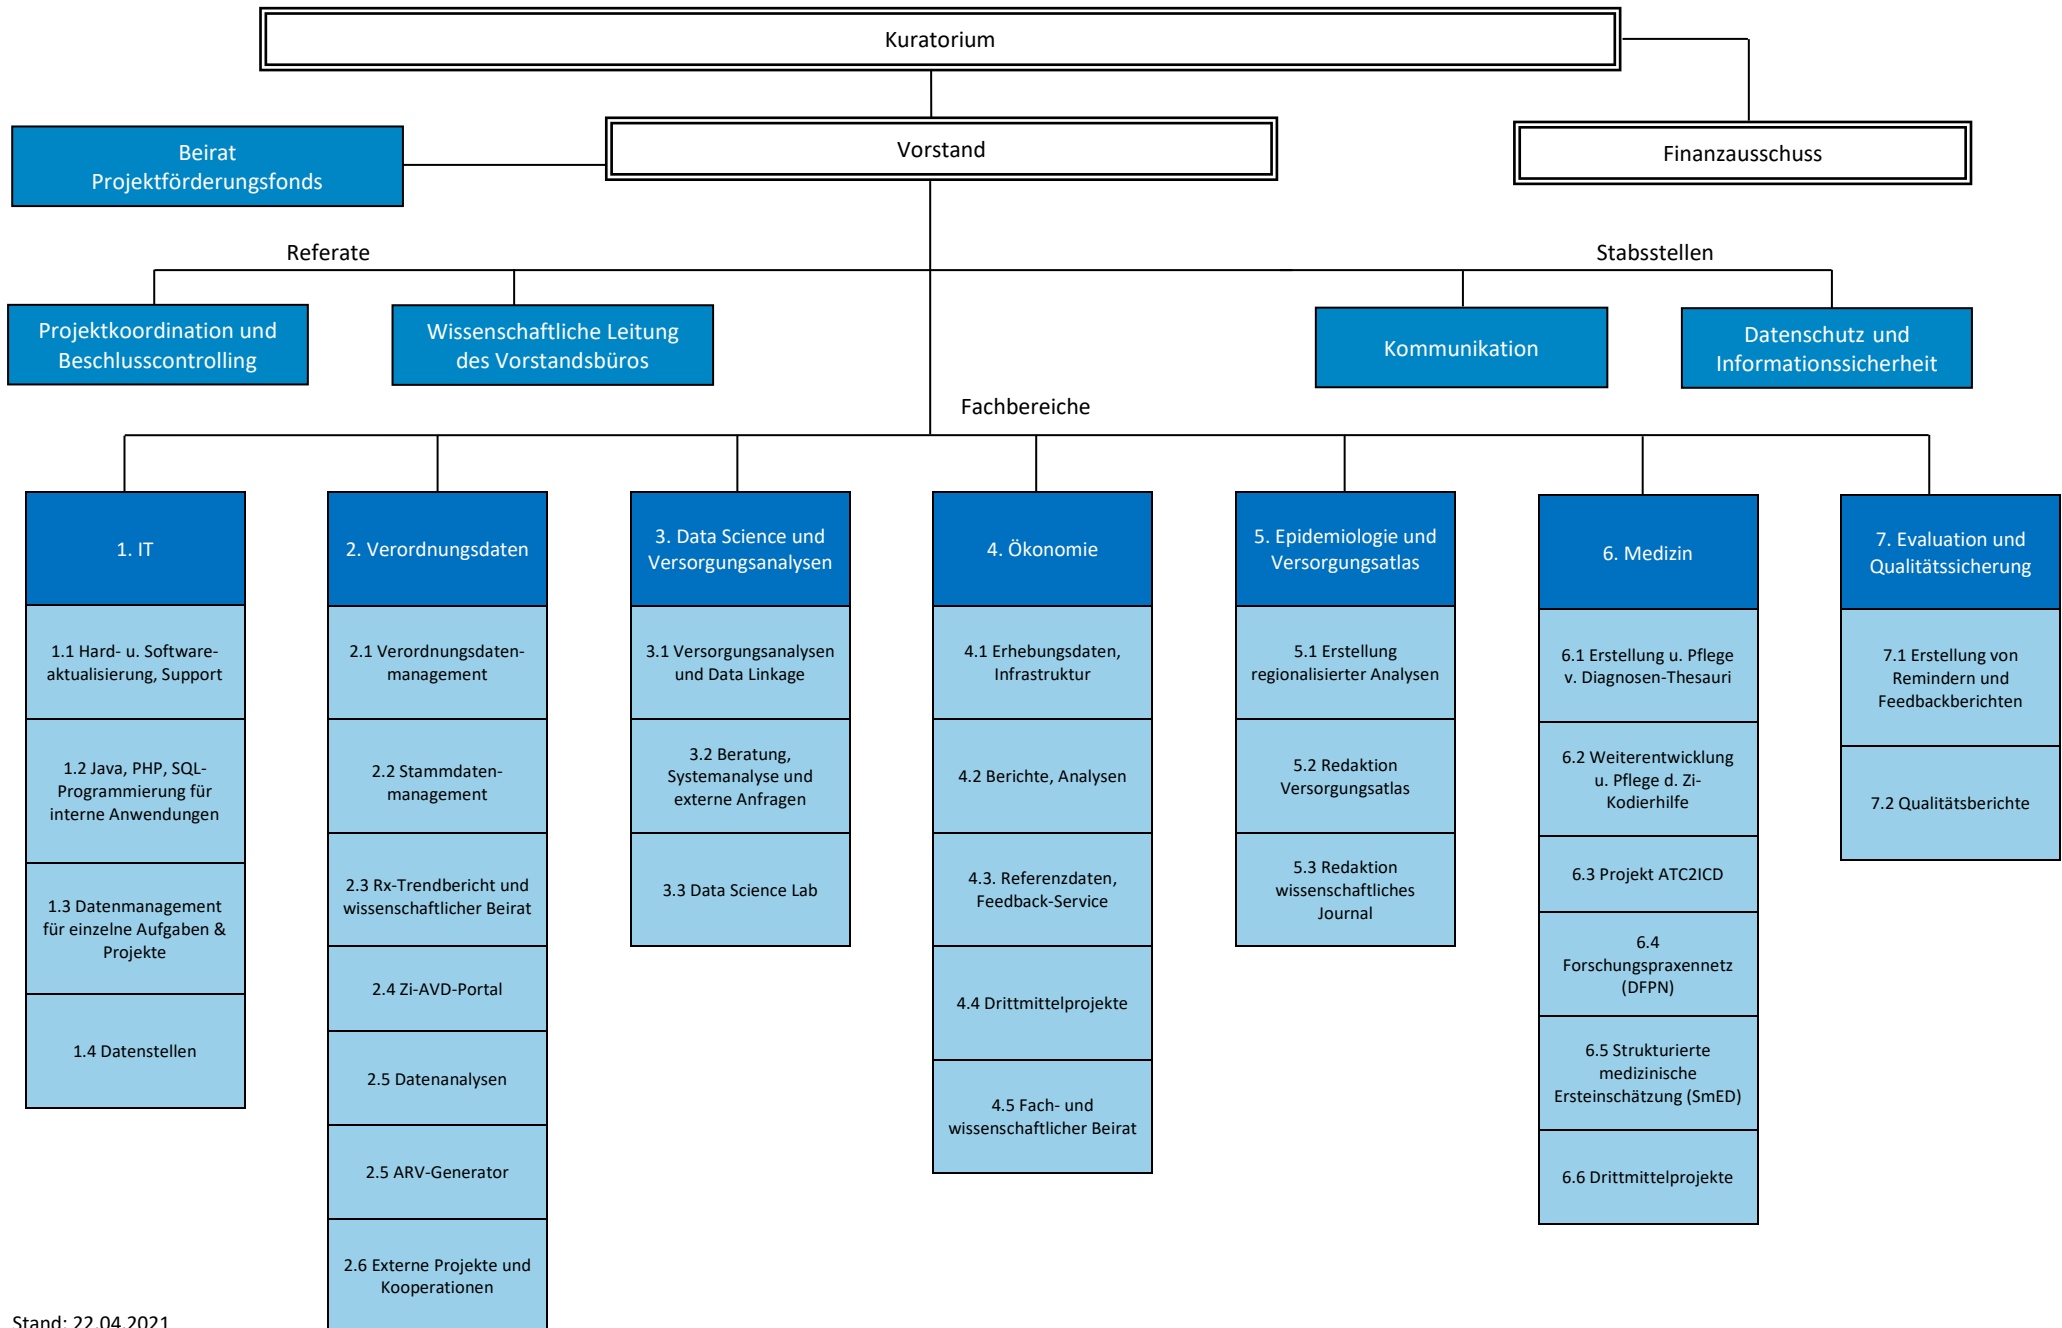 Kuratorium
Beirat
Projektförderungsfonds
Vorstand
Finanzausschuss
Referate
Stabsstellen
Projektkoordination und
Beschlusscontrolling
Wissenschaftliche Leitung
des Vorstandsbüros
Kommunikation
Datenschutz und
Informationssicherheit
Fachbereiche
1. IT
1.1 Hard- u. Software-
aktualisierung, Support
1.2 Java, PHP, SQL-
Programmierung für
interne Anwendungen
1.3 Datenmanagement
für einzelne Aufgaben &
Projekte
1.4 Datenstellen
2. Verordnungsdaten
2.1 Verordnungsdaten-
management
2.2 Stammdaten-
management
2.3 Rx-Trendbericht und
wissenschaftlicher Beirat
2.4 Zi-AVD-Portal
2.5 Datenanalysen
2.5 ARV-Generator
2.6 Externe Projekte und
Kooperationen
3. Data Science und
Versorgungsanalysen
3.1 Versorgungsanalysen
und Data Linkage
3.2 Beratung,
Systemanalyse und
externe Anfragen
3.3 Data Science Lab
4. Ökonomie
4.1 Erhebungsdaten,
Infrastruktur
4.2 Berichte, Analysen
4.3. Referenzdaten,
Feedback-Service
4.4 Drittmittelprojekte
4.5 Fach- und
wissenschaftlicher Beirat
5. Epidemiologie und
Versorgungsatlas
5.1 Erstellung
regionalisierter Analysen
5.2 Redaktion
Versorgungsatlas
5.3 Redaktion
wissenschaftliches
Journal
6. Medizin
6.1 Erstellung u. Pflege
v. Diagnosen-Thesauri
6.2 Weiterentwicklung
u. Pflege d. Zi-
Kodierhilfe
6.3 Projekt ATC2ICD
6.4
Forschungspraxennetz
(DFPN)
6.5 Strukturierte
medizinische
Ersteinschätzung (SmED)
6.6 Drittmittelprojekte
7. Evaluation und
Qualitätssicherung
7.1 Erstellung von
Remindern und
Feedbackberichten
7.2 Qualitätsberichte
Stand: 22.04.2021